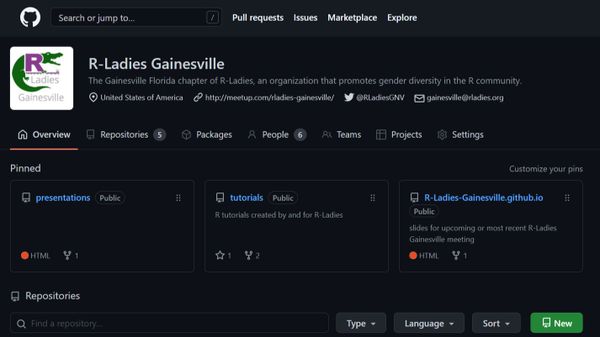 Search or jump to... / Pull requests Issues Marketplace Explore
R-Ladies Gainesville
The Gainesville Florida chapter of R-Ladies, an organization that promotes gender diversity in the R community.
R
Ladies
Gainesville
United States of America http://meetup.com/rladies-gainesville/ @RLadiesGNV gainesville@rladies.org
Overview Repositories 5 Packages People 6 Teams Projects Settings
Pinned Customize your pins
presentations Public tutorials Public R-Ladies-Gainesville.github.io
Public
R tutorials created by and for R-Ladies
slides for upcoming or most recent R-Ladies
Gainesville meeting
HTML 1 1 2 HTML 1
Repositories
Find a repository... Type Language Sort New